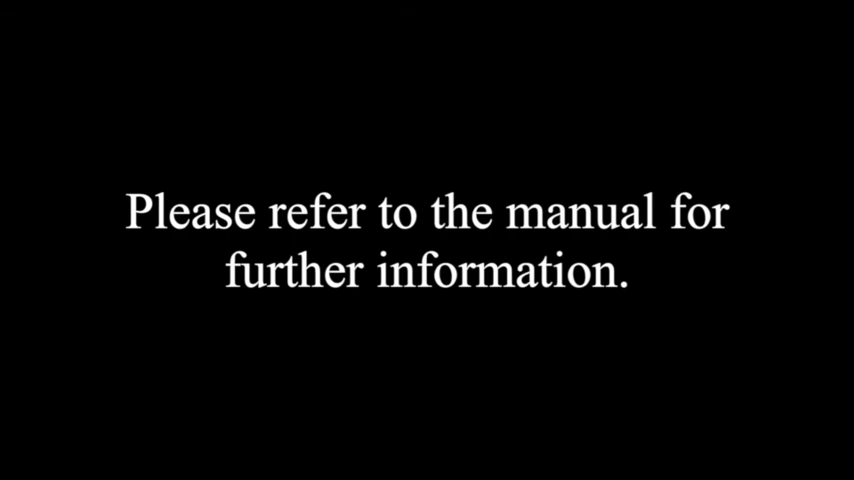 Please refer to the manual for
further information.